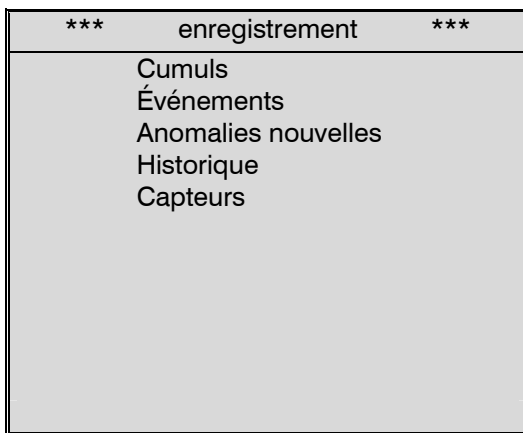 *** enregistrement ***
Cumuls
Événements
Anomalies nouvelles
Historique
Capteurs